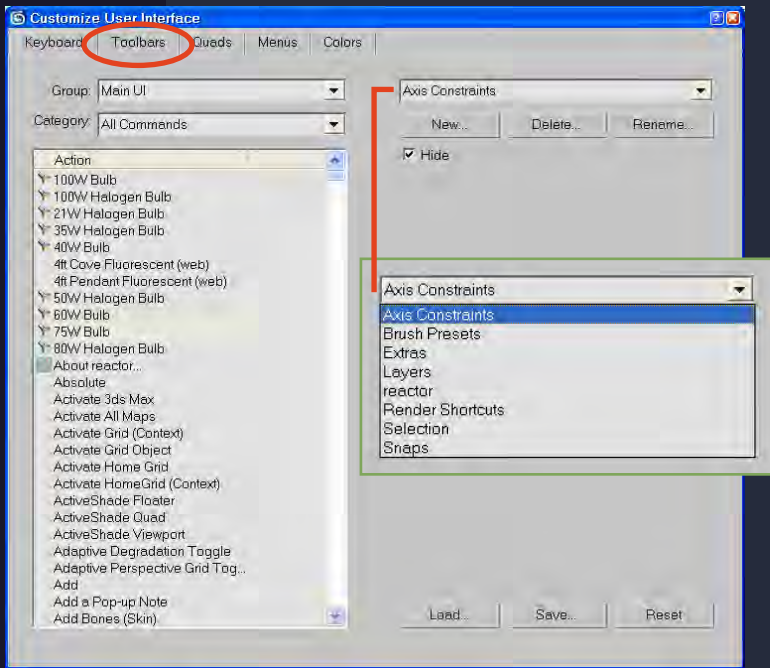 Customize User Interface
Keyboard Toolbars Quads Menus Colors
Group: Main UI
Category: All Commands
Action
100W Bulb
100W Halogen Bulb
21W Halogen Bulb
35W Halogen Bulb
40W Bulb
4ft Cove Fluorescent (web)
4ft Pendant Fluorescent (web)
50W Halogen Bulb
60W Bulb
75W Bulb
80W Halogen Bulb
About reactor...
Absolute
Activate 3ds Max
Activate All Maps
Activate Grid (Context)
Activate Grid Object
Activate Home Grid
Activate HomeGrid (Context)
ActiveShade Floater
ActiveShade Quad
ActiveShade Viewport
Adaptive Degradation Toggle
Adaptive Perspective Grid Tog...
Add
Add a Pop-up Note
Add Bones (Skin)
Axis Constraints
New... Delete... Rename...
Hide
Axis Constraints
Axis Constraints
Brush Presets
Extras
Layers
reactor
Render Shortcuts
Selection
Snaps
Load... Save... Reset